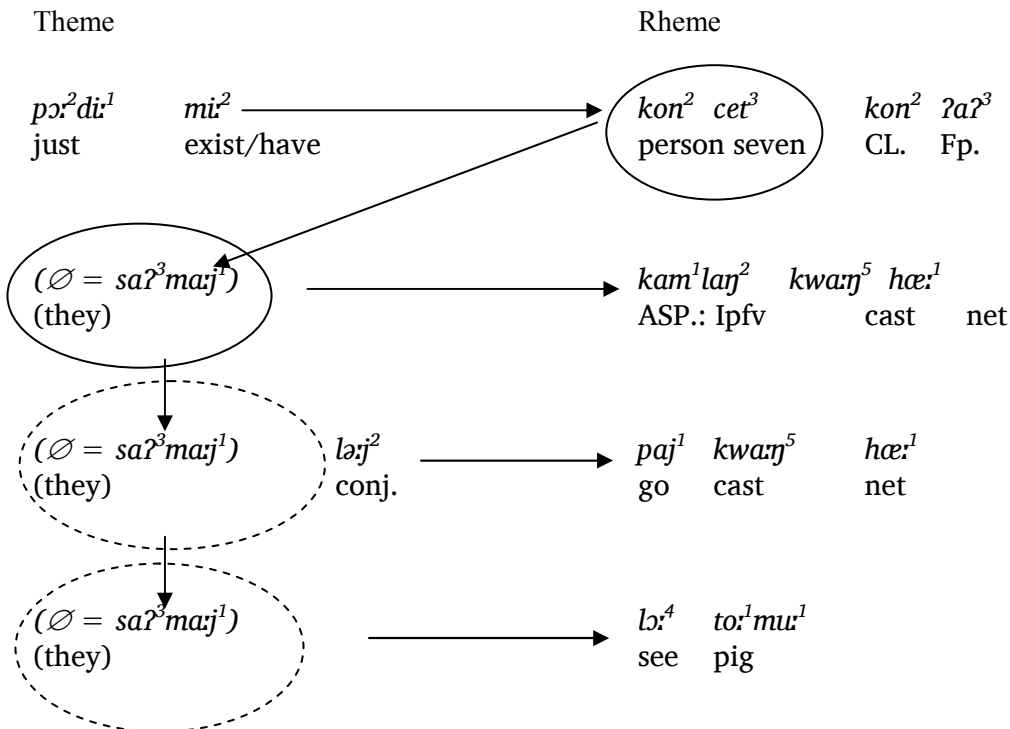 Theme Rheme
pɔː²diː¹ miː² kon² cet³ kon² ʔaʔ³
just exist/have person seven CL. Fp.
(∅ = saʔ³maːj¹) kam¹laŋ² kwaːŋ⁵ hæː¹
(they) ASP.: Ipfv cast net
(∅ = saʔ³maːj¹) ləːj² paj¹ kwaːŋ⁵ hæː¹
(they) conj. go cast net
(∅ = saʔ³maːj¹) lɔː⁴ toː¹muː¹
(they) see pig